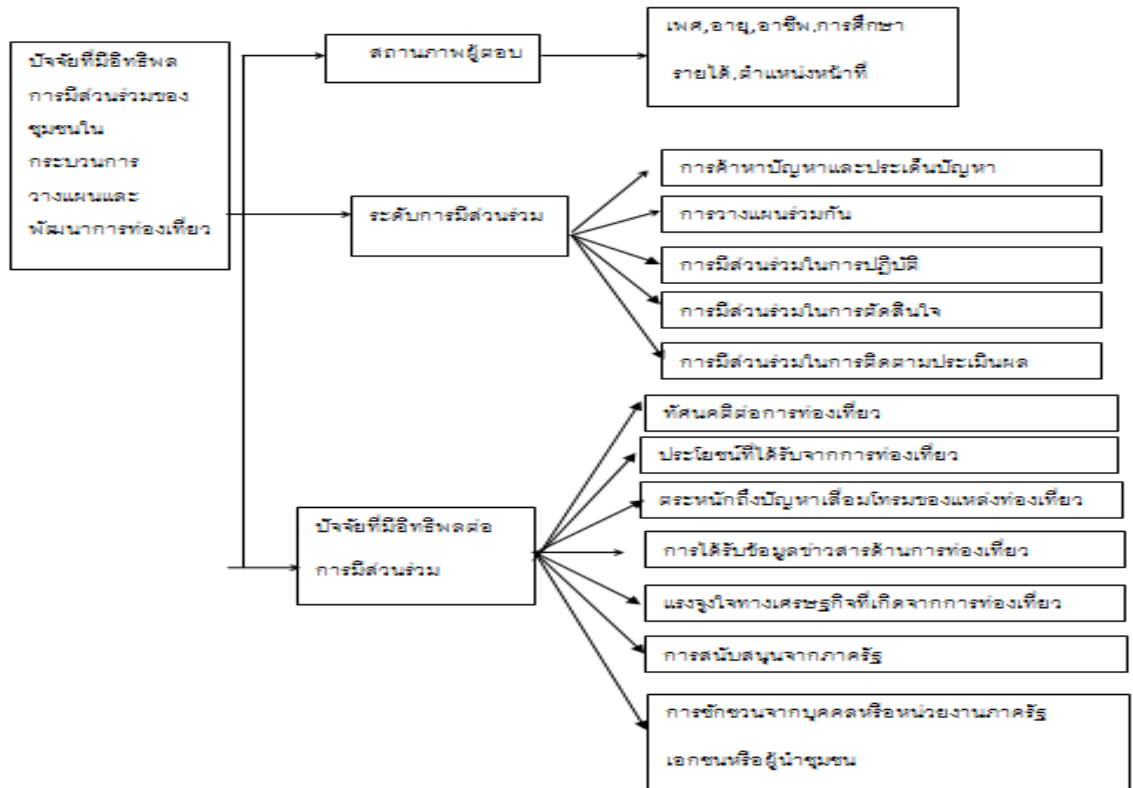 ปัจจัยที่มีอิทธิพล
การมีส่วนร่วมของ
ชุมชนใน
กระบวนการ
วางแผนและ
พัฒนาการท่องเที่ยว
สถานภาพผู้ตอบ
เพศ,อายุ,อาชีพ,การศึกษา
รายได้,ตำแหน่งหน้าที่
ระดับการมีส่วนร่วม
การค้าหาปัญหาและประเด็นปัญหา
การวางแผนร่วมกัน
การมีส่วนร่วมในการปฏิบัติ
การมีส่วนร่วมในการตัดสินใจ
การมีส่วนร่วมในการติดตามประเมินผล
ปัจจัยที่มีอิทธิพลต่อ
การมีส่วนร่วม
ทัศนคติต่อการท่องเที่ยว
ประโยชน์ที่ได้รับจากการท่องเที่ยว
ตระหนักถึงปัญหาเสื่อมโทรมของแหล่งท่องเที่ยว
การได้รับข้อมูลข่าวสารด้านการท่องเที่ยว
แรงจูงใจทางเศรษฐกิจที่เกิดจากการท่องเที่ยว
การสนับสนุนจากภาครัฐ
การชักชวนจากบุคคลหรือหน่วยงานภาครัฐ
เอกชนหรือผู้นำชุมชน